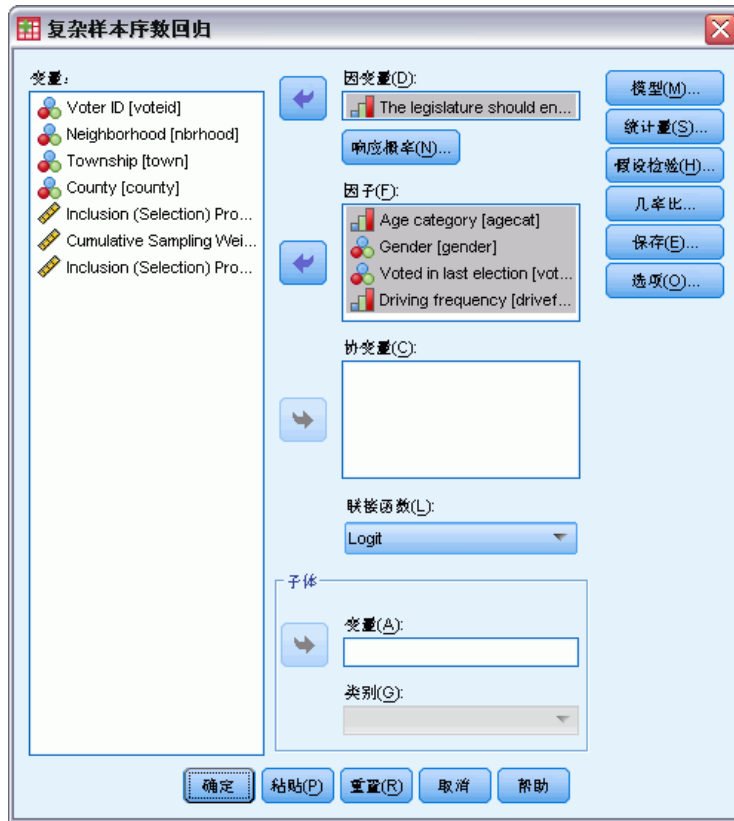 复杂样本序数回归
变量:
Voter ID [voteid]
Neighborhood [nbrhood]
Township [town]
County [county]
Inclusion (Selection) Pro...
Cumulative Sampling Wei...
Inclusion (Selection) Pro...
因变量(D):
The legislature should en...
响应概率(N)...
因子(F):
Age category [agecat]
Gender [gender]
Voted in last election [vot...
Driving frequency [drivef...
协变量(C):
联接函数(L):
Logit
子体
变量(A):
类别(G):
模型(M)...
统计量(S)...
假设检验(H)...
几率比...
保存(E)...
选项(O)...
确定
粘贴(P)
重置(R)
取消
帮助